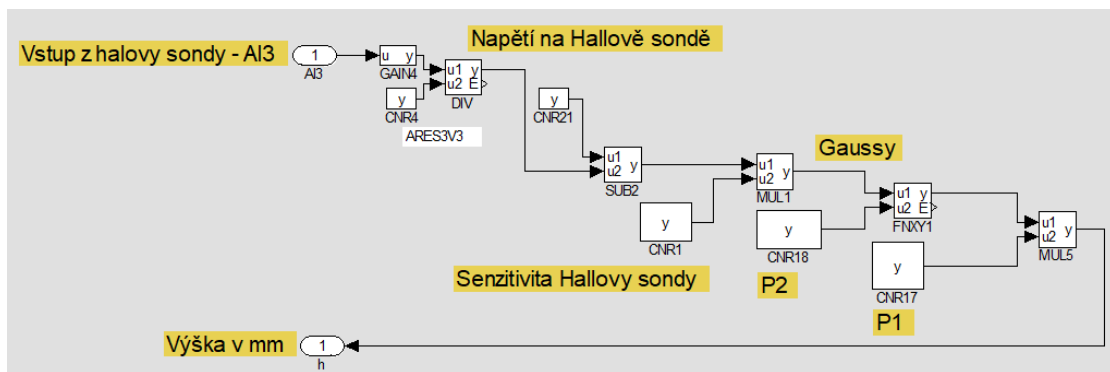 Napětí na Hallově sondě
Vstup z halovy sondy - AI3
1
AI3
u y
GAIN4
u1 y
u2 E
DIV
y
CNR4
ARES3V3
y
CNR21
u1
u2 y
SUB2
Gaussy
u1
u2 y
MUL1
u1 y
u2 E
FNXY1
y
CNR1
y
CNR18
u1
u2 y
MUL5
y
CNR17
Senzitivita Hallovy sondy
P2
P1
Výška v mm
1
h